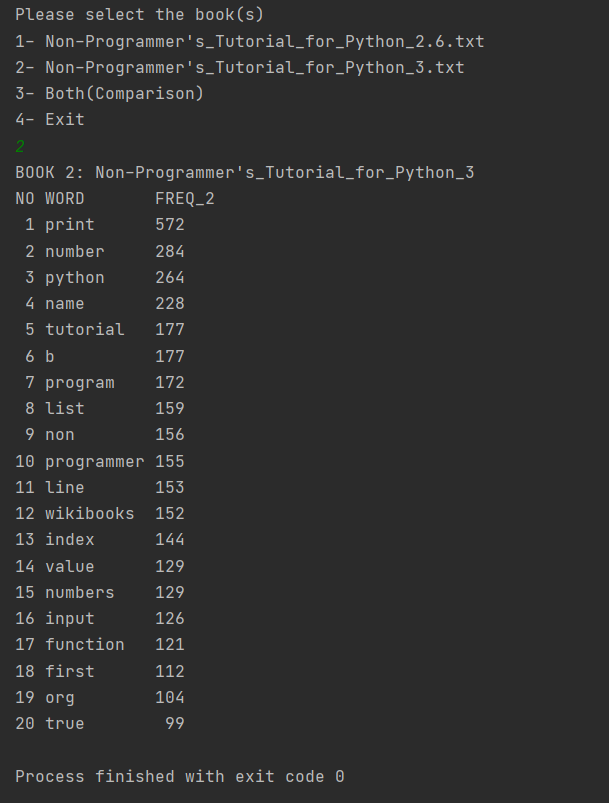 Please select the book(s)
1- Non-Programmer's_Tutorial_for_Python_2.6.txt
2- Non-Programmer's_Tutorial_for_Python_3.txt
3- Both(Comparison)
4- Exit
2
BOOK 2: Non-Programmer's_Tutorial_for_Python_3
NO WORD       FREQ_2
 1 print      572
 2 number     284
 3 python     264
 4 name       228
 5 tutorial   177
 6 b          177
 7 program    172
 8 list       159
 9 non        156
10 programmer 155
11 line       153
12 wikibooks  152
13 index      144
14 value      129
15 numbers    129
16 input      126
17 function   121
18 first      112
19 org        104
20 true        99
Process finished with exit code 0